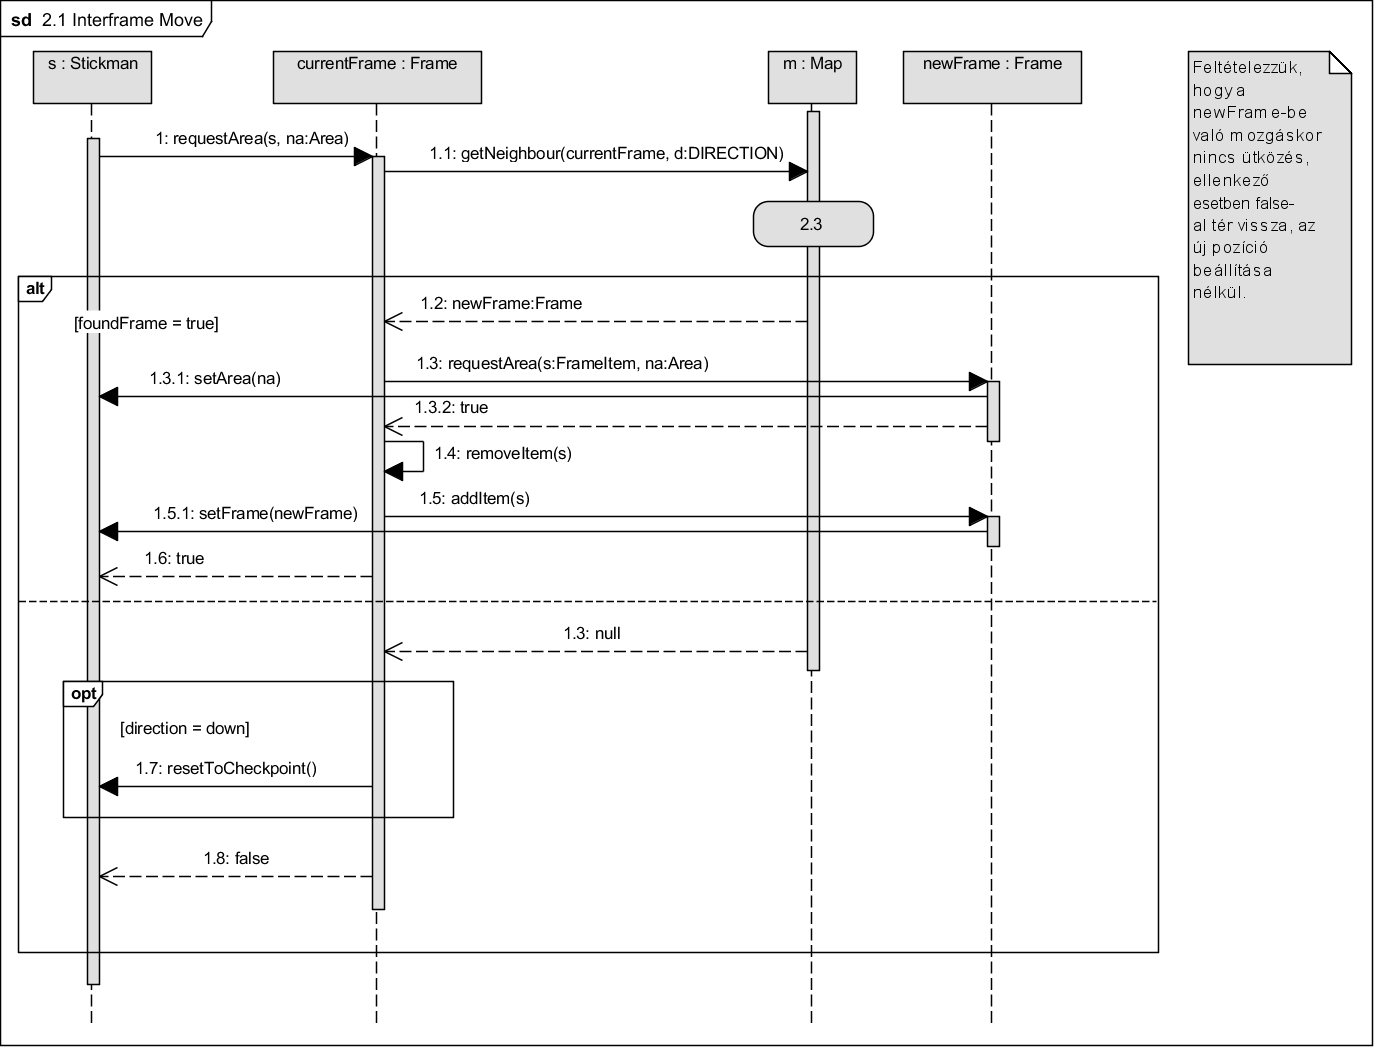 sd 2.1 Interframe Move
s : Stickman
currentFrame : Frame
m : Map
newFrame : Frame
Feltételezzük,
hogy a
newFrame-be
való mozgáskor
nincs ütközés,
ellenkező
esetben false-
al tér vissza, az
új pozíció
beállítása
nélkül.
1: requestArea(s, na:Area)
1.1: getNeighbour(currentFrame, d:DIRECTION)
2.3
alt
1.2: newFrame:Frame
[foundFrame = true]
1.3: requestArea(s:FrameItem, na:Area)
1.3.1: setArea(na)
1.3.2: true
1.4: removeItem(s)
1.5: addItem(s)
1.5.1: setFrame(newFrame)
1.6: true
1.3: null
opt
[direction = down]
1.7: resetToCheckpoint()
1.8: false